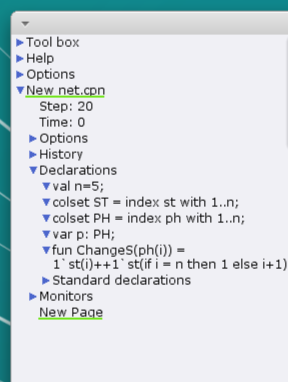 Tool box
Help
Options
New net.cpn
Step: 20
Time: 0
Options
History
Declarations
val n=5;
colset ST = index st with 1..n;
colset PH = index ph with 1..n;
var p: PH;
fun ChangeS(ph(i)) =
1`st(i)++1`st(if i = n then 1 else i+1)
Standard declarations
Monitors
New Page